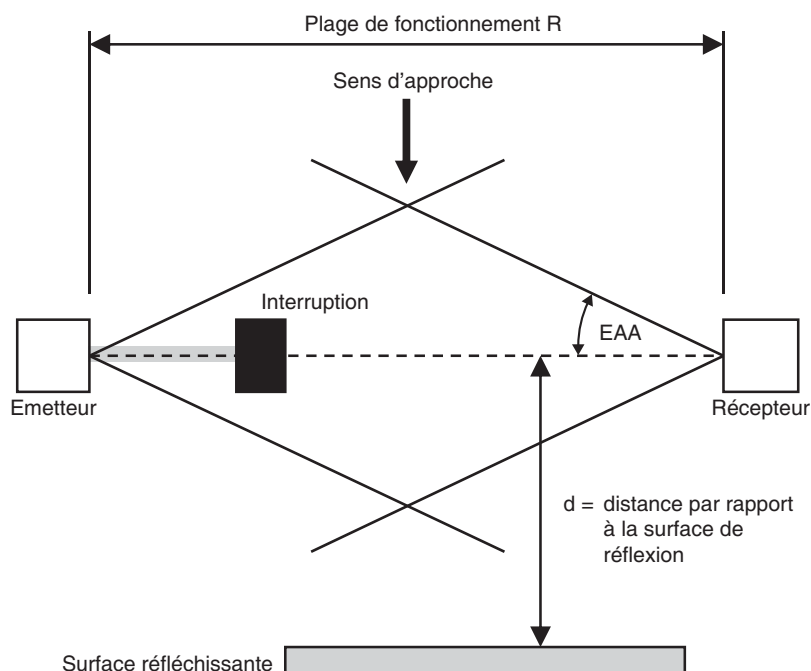 Plage de fonctionnement R
Sens d'approche
Interruption
EAA
Emetteur
Récepteur
d = distance par rapport
à la surface de
réflexion
Surface réfléchissante